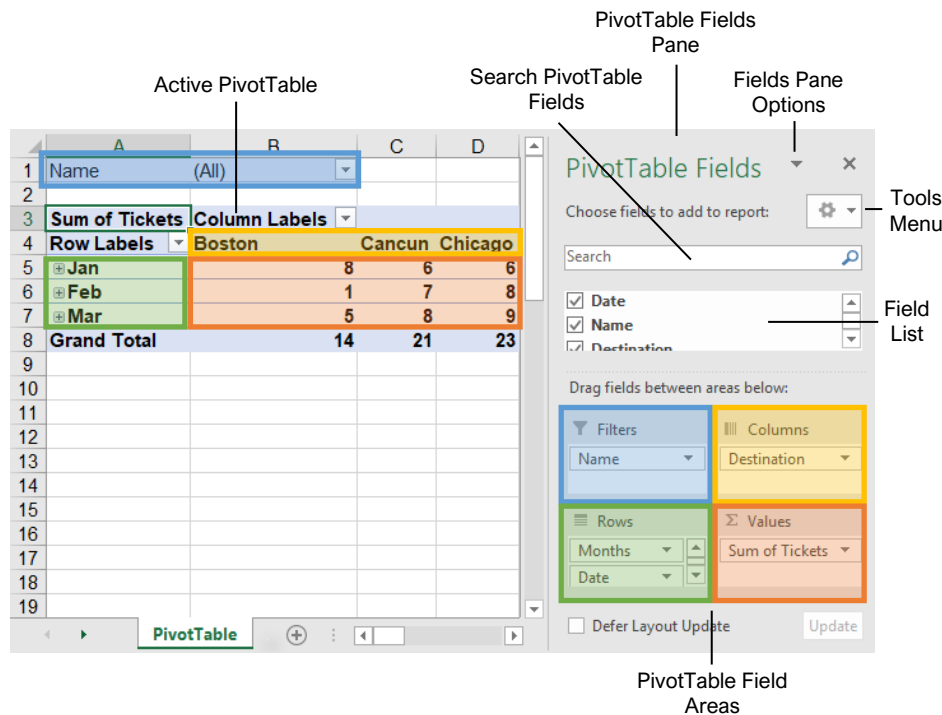 PivotTable Fields
Pane
Search PivotTable
Fields
Fields Pane
Options
Active PivotTable
A B C D
1 Name (All)
2
3 Sum of Tickets Column Labels
4 Row Labels Boston Cancun Chicago
5 Jan 8 6 6
6 Feb 1 7 8
7 Mar 5 8 9
8 Grand Total 14 21 23
9
10
11
12
13
14
15
16
17
18
19
PivotTable
PivotTable Fields
Choose fields to add to report:
Tools
Menu
Search
Date
Name
Destination
Field
List
Drag fields between areas below:
Filters
Columns
Name
Destination
Rows
Σ Values
Months
Sum of Tickets
Date
Defer Layout Update
Update
PivotTable Field
Areas